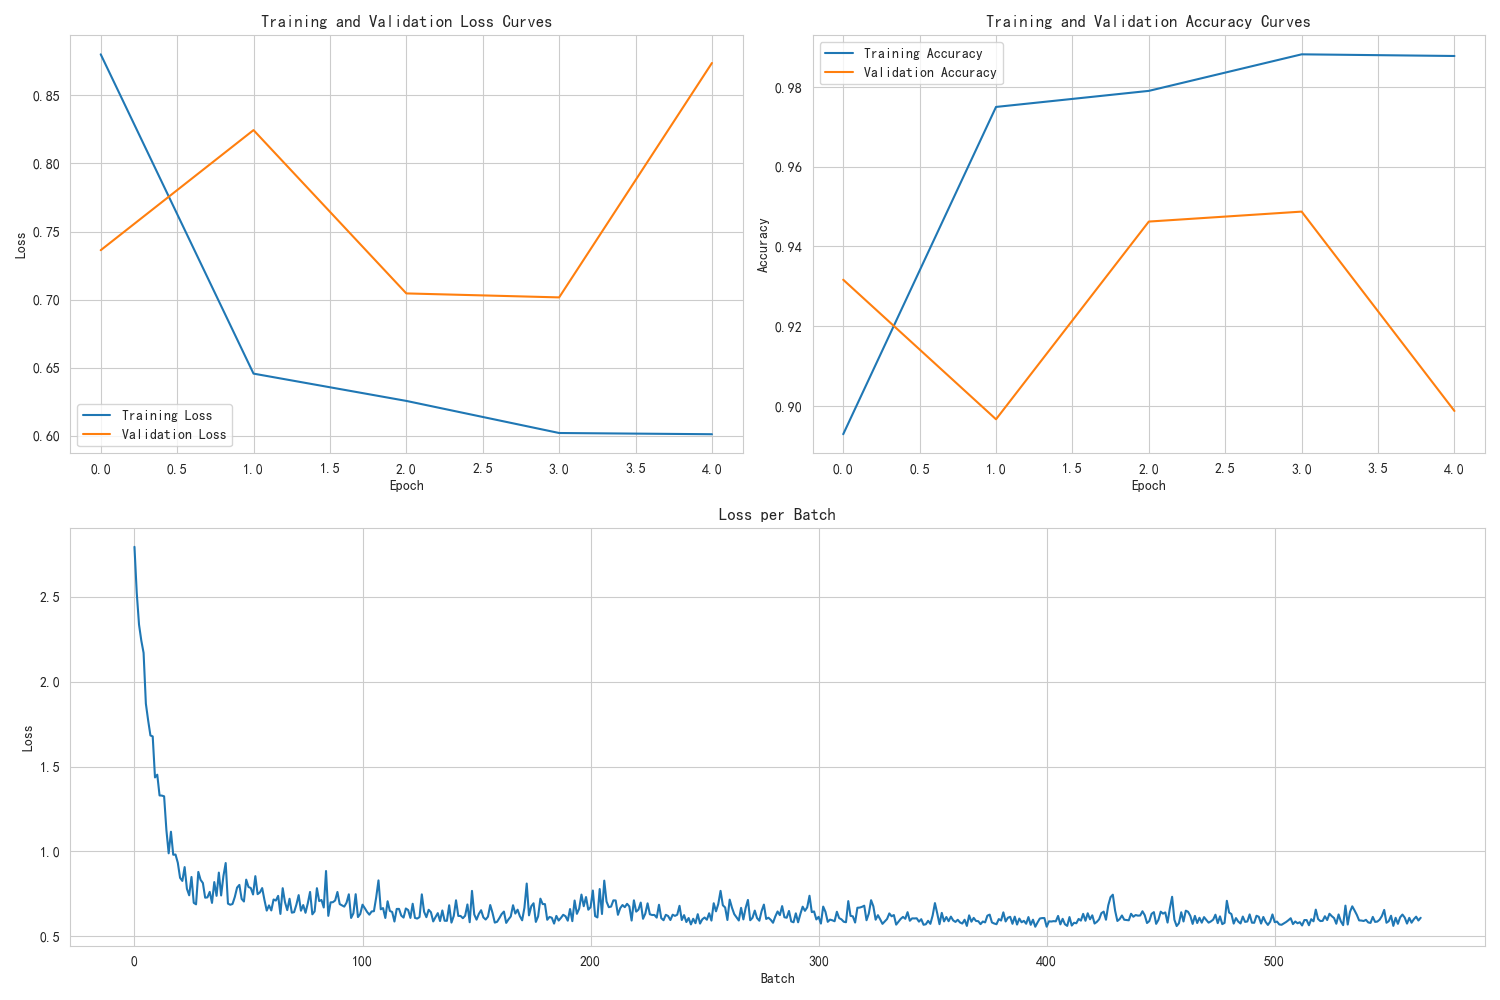 Training and Validation Loss Curves
Loss
0.85
0.80
0.75
0.70
0.65
0.60
Training Loss
Validation Loss
0.0 0.5 1.0 1.5 2.0 2.5 3.0 3.5 4.0
Epoch
Training and Validation Accuracy Curves
Training Accuracy
Validation Accuracy
Accuracy
0.98
0.96
0.94
0.92
0.90
0.0 0.5 1.0 1.5 2.0 2.5 3.0 3.5 4.0
Epoch
Loss per Batch
Loss
2.5
2.0
1.5
1.0
0.5
0 100 200 300 400 500
Batch